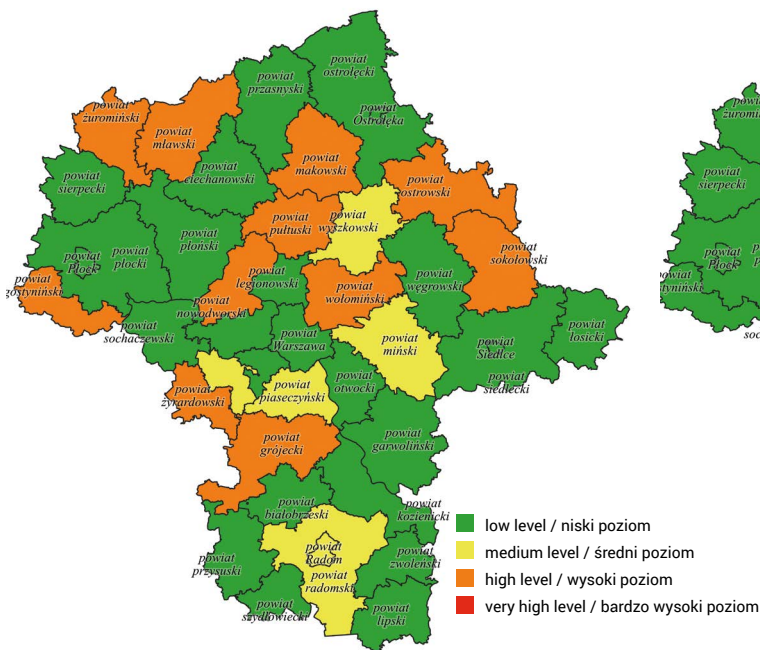 powiat
ostrołęcki
powiat
przasnyski
powiat
żuromiński
powiat
Ostrołęka
powiat
mławski
powiat
ciechanowski
powiat
makowski
powiat
ostrowski
powiat
sierpecki
powiat
pułtuski
powiat
wyszkowski
powiat
płoński
powiat
sokołowski
powiat
Płock
powiat
płocki
powiat
legionowski
powiat
węgrowski
powiat
gostyniński
powiat
wołomiński
powiat
nowodworski
powiat
sochaczewski
powiat
Warszawa
powiat
miński
powiat
Siedlce
powiat
łosicki
powiat
siedlecki
powiat
żyrardowski
powiat
piaseczyński
powiat
otwocki
powiat
grójecki
powiat
garwoliński
powiat
białobrzeski
powiat
kozienicki
powiat
Radom
powiat
przysuski
powiat
radomski
powiat
zwoleński
powiat
szydłowiecki
powiat
lipski
low level / niski poziom
medium level / średni poziom
high level / wysoki poziom
very high level / bardzo wysoki poziom
powiat
sierpecki
powiat
Płock